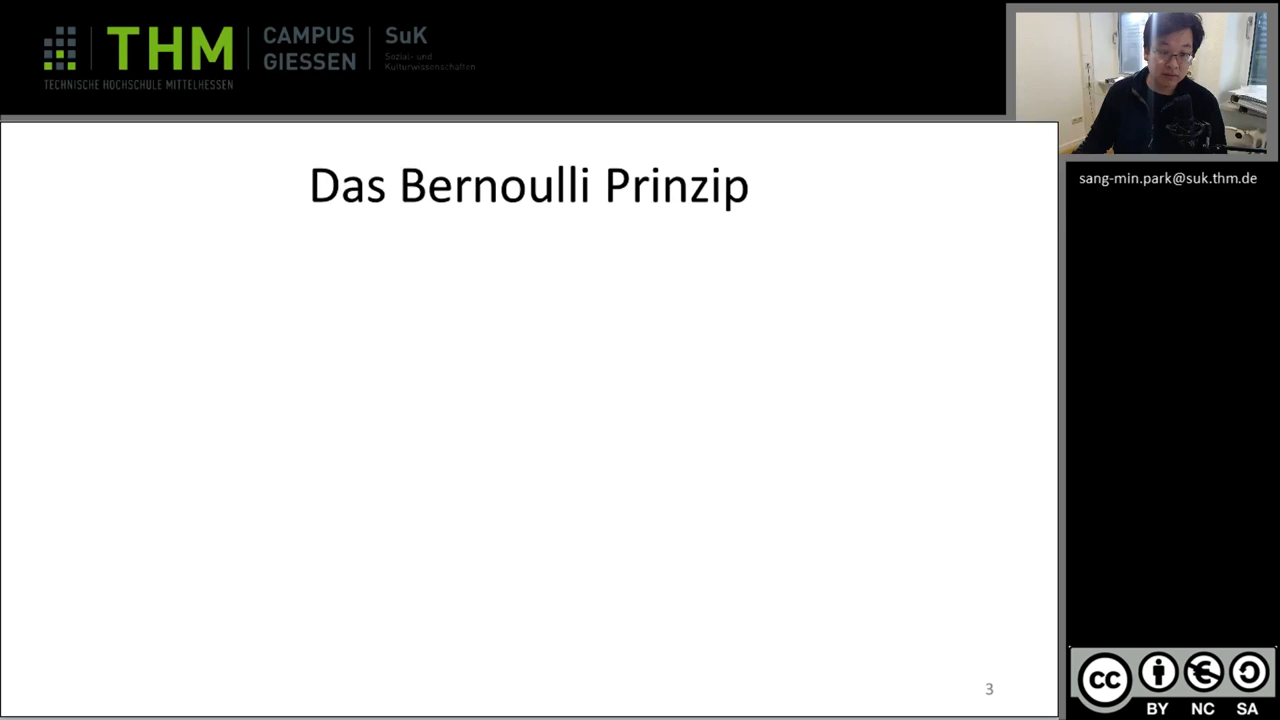 THM
TECHNISCHE HOCHSCHULE MITTELHESSEN
CAMPUS
GIESSEN
SuK
Sozial- und
Kulturwissenschaften
sang-min.park@suk.thm.de
Das Bernoulli Prinzip
3
cc
BY NC SA